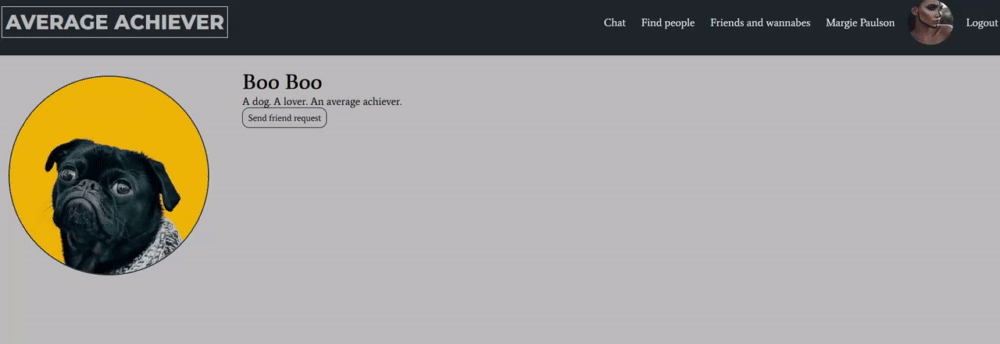 AVERAGE ACHIEVER
Chat Find people Friends and wannabes Margie Paulson Logout
Boo Boo
A dog. A lover. An average achiever.
Send friend request